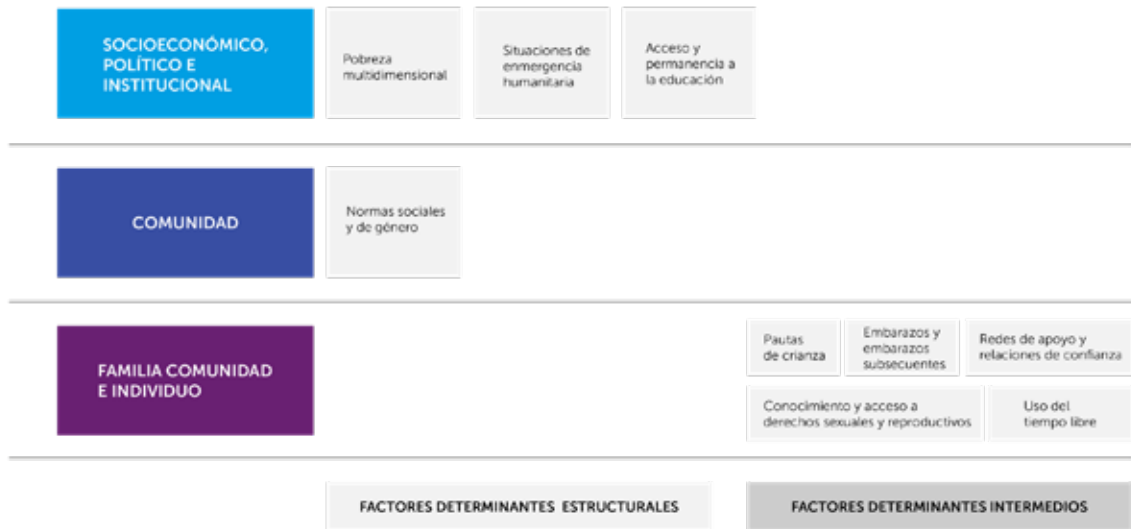 SOCIOECONÓMICO,
POLÍTICO E
INSTITUCIONAL
Pobreza
multidimensional
Situaciones de
enmergencia
humanitaria
Acceso y
permanencia a
la educación
COMUNIDAD
Normas sociales
y de género
FAMILIA COMUNIDAD
E INDIVIDUO
Pautas
de crianza
Embarazos y
embarazos
subsecuentes
Redes de apoyo y
relaciones de confianza
Conocimiento y acceso a
derechos sexuales y reproductivos
Uso del
tiempo libre
FACTORES DETERMINANTES ESTRUCTURALES
FACTORES DETERMINANTES INTERMEDIOS